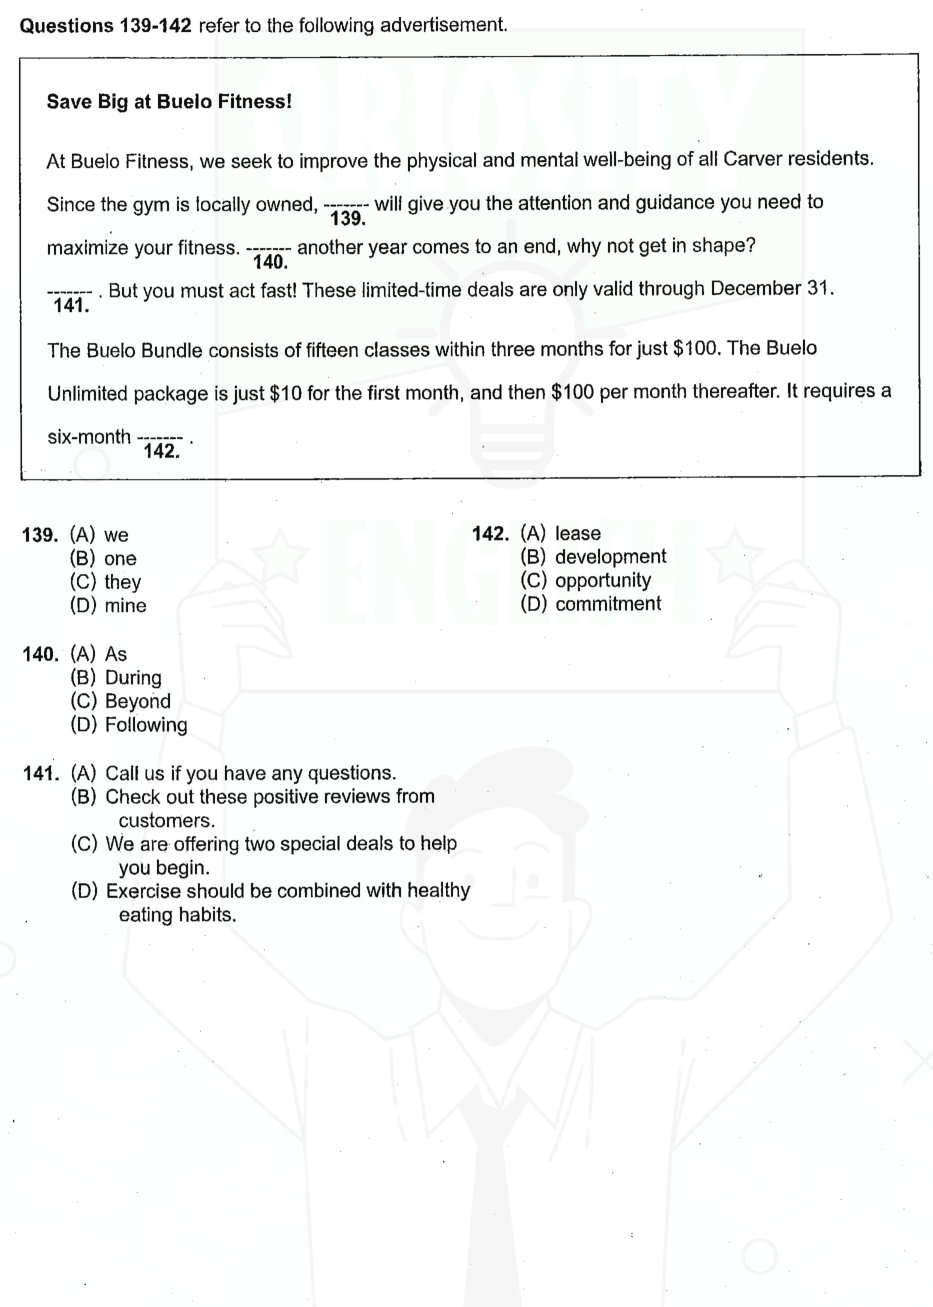 Questions 139-142 refer to the following advertisement.
Save Big at Buelo Fitness!
At Buelo Fitness, we seek to improve the physical and mental well-being of all Carver residents.
Since the gym is locally owned, ------- will give you the attention and guidance you need to
139.
maximize your fitness. ------- another year comes to an end, why not get in shape?
140.
------- . But you must act fast! These limited-time deals are only valid through December 31.
141.
The Buelo Bundle consists of fifteen classes within three months for just $100. The Buelo
Unlimited package is just $10 for the first month, and then $100 per month thereafter. It requires a
six-month ------- .
142.
139. (A) we
(B) one
(C) they
(D) mine
140. (A) As
(B) During
(C) Beyond
(D) Following
141. (A) Call us if you have any questions.
(B) Check out these positive reviews from
customers.
(C) We are offering two special deals to help
you begin.
(D) Exercise should be combined with healthy
eating habits.
142. (A) lease
(B) development
(C) opportunity
(D) commitment
ORIOSITY
ENGLISH